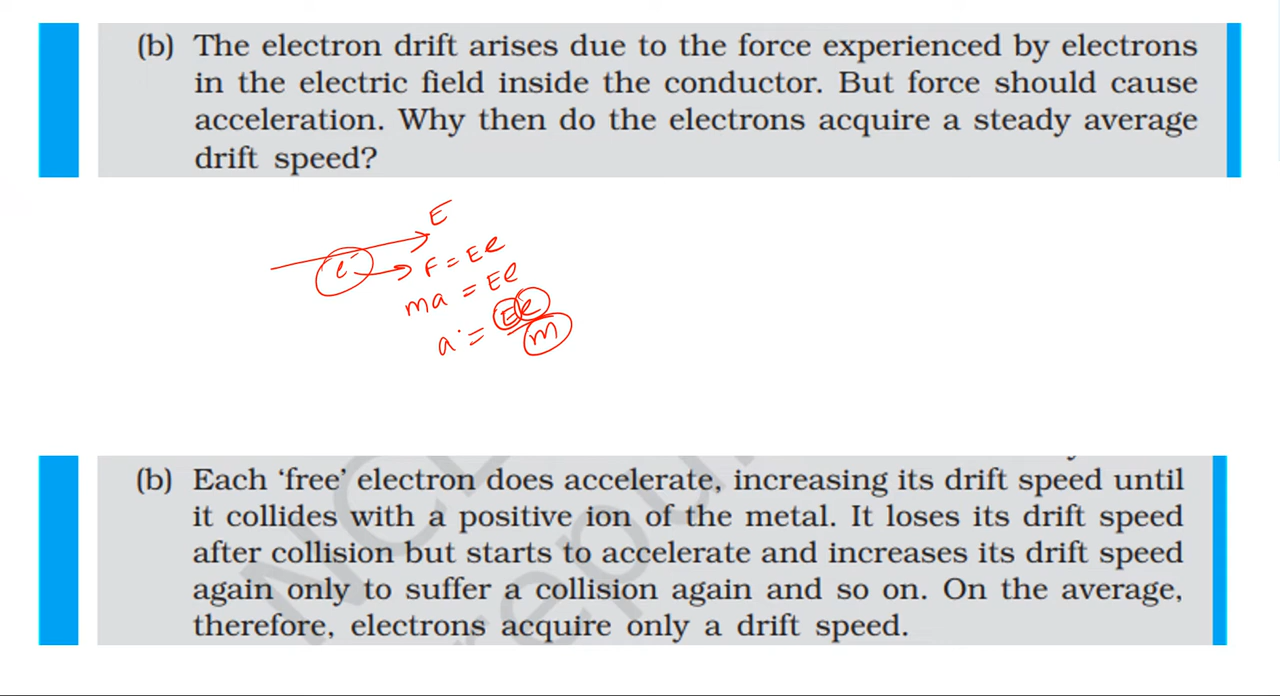 (b) The electron drift arises due to the force experienced by electrons
in the electric field inside the conductor. But force should cause
acceleration. Why then do the electrons acquire a steady average
drift speed?
E
e⁻
F = Ee
ma = Ee
a = Ee/m
(b) Each ‘free’ electron does accelerate, increasing its drift speed until
it collides with a positive ion of the metal. It loses its drift speed
after collision but starts to accelerate and increases its drift speed
again only to suffer a collision again and so on. On the average,
therefore, electrons acquire only a drift speed.